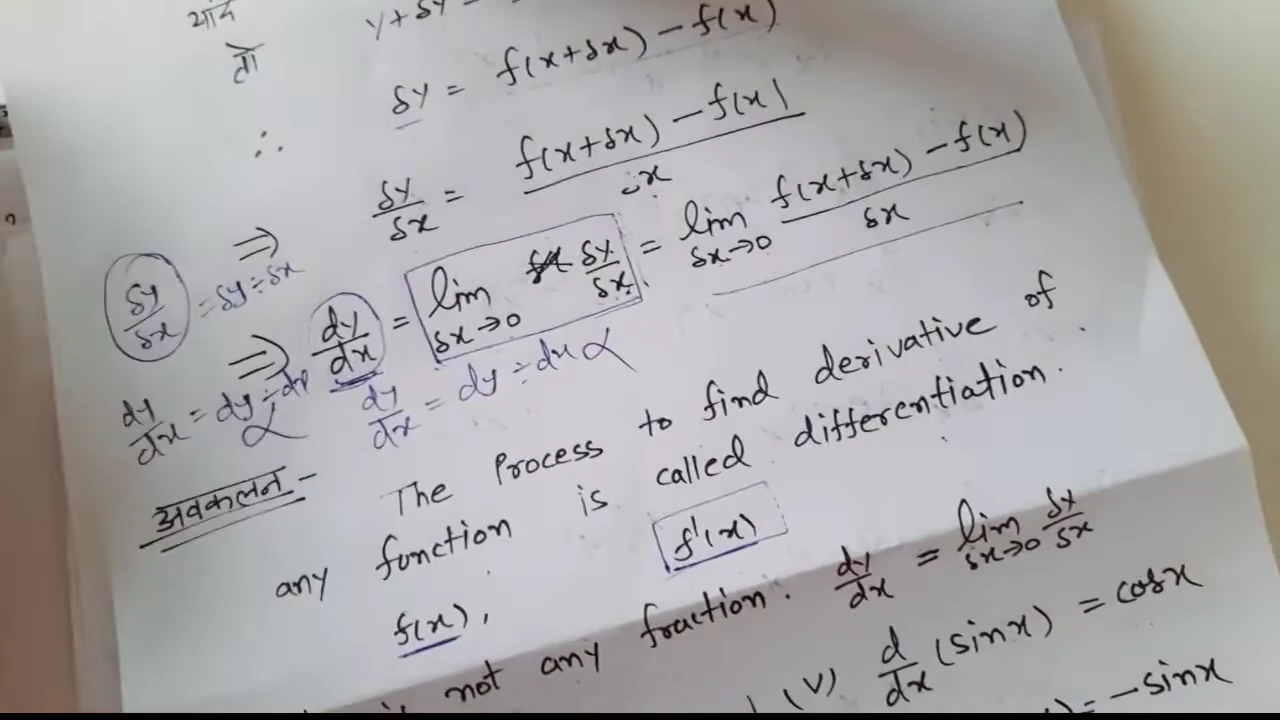 यदि y + δy =
तो δy = f(x+δx) − f(x)
∴ δy/δx = f(x+δx) − f(x) / δx
⇒ lim δx→0 δy/δx = lim δx→0 f(x+δx) − f(x) / δx
δy/δx = δy ÷ δx
⇒ dy/dx =
dy/dx = dy ÷ dx
dy/dx = dy ÷ dx
अवकलन - The Process to find derivative of
any function is called differentiation.
f(x), f'(x)
not any fraction. dy/dx = lim δx→0 δy/δx
(v) d/dx (sinx) = cosx
= −sinx